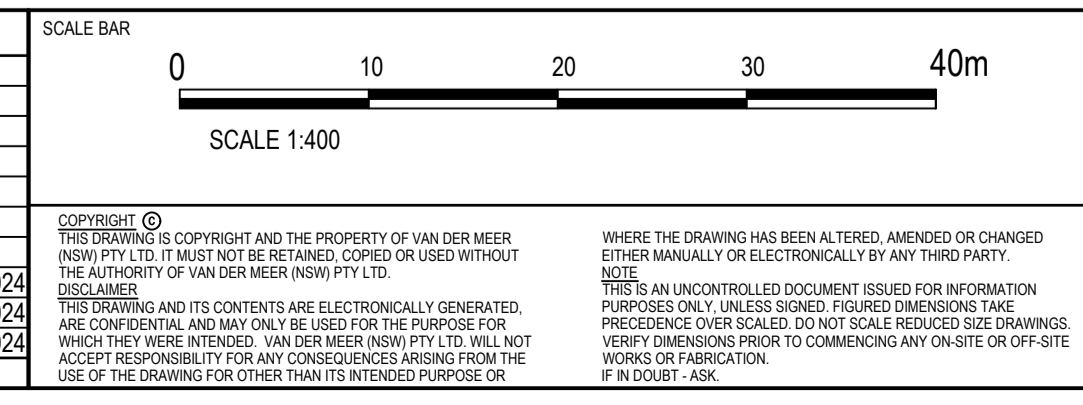 SCALE BAR
0 10 20 30 40m
SCALE 1:400
COPYRIGHT ©
THIS DRAWING IS COPYRIGHT AND THE PROPERTY OF VAN DER MEER
(NSW) PTY LTD. IT MUST NOT BE RETAINED, COPIED OR USED WITHOUT
THE AUTHORITY OF VAN DER MEER (NSW) PTY LTD.
DISCLAIMER
THIS DRAWING AND ITS CONTENTS ARE ELECTRONICALLY GENERATED,
ARE CONFIDENTIAL AND MAY ONLY BE USED FOR THE PURPOSE FOR
WHICH THEY WERE INTENDED. VAN DER MEER (NSW) PTY LTD. WILL NOT
ACCEPT RESPONSIBILITY FOR ANY CONSEQUENCES ARISING FROM THE
USE OF THE DRAWING FOR OTHER THAN ITS INTENDED PURPOSE OR
WHERE THE DRAWING HAS BEEN ALTERED, AMENDED OR CHANGED
EITHER MANUALLY OR ELECTRONICALLY BY ANY THIRD PARTY.
NOTE
THIS IS AN UNCONTROLLED DOCUMENT ISSUED FOR INFORMATION
PURPOSES ONLY, UNLESS SIGNED. FIGURED DIMENSIONS TAKE
PRECEDENCE OVER SCALED. DO NOT SCALE REDUCED SIZE DRAWINGS.
VERIFY DIMENSIONS PRIOR TO COMMENCING ANY ON-SITE OR OFF-SITE
WORKS OR FABRICATION.
IF IN DOUBT - ASK.